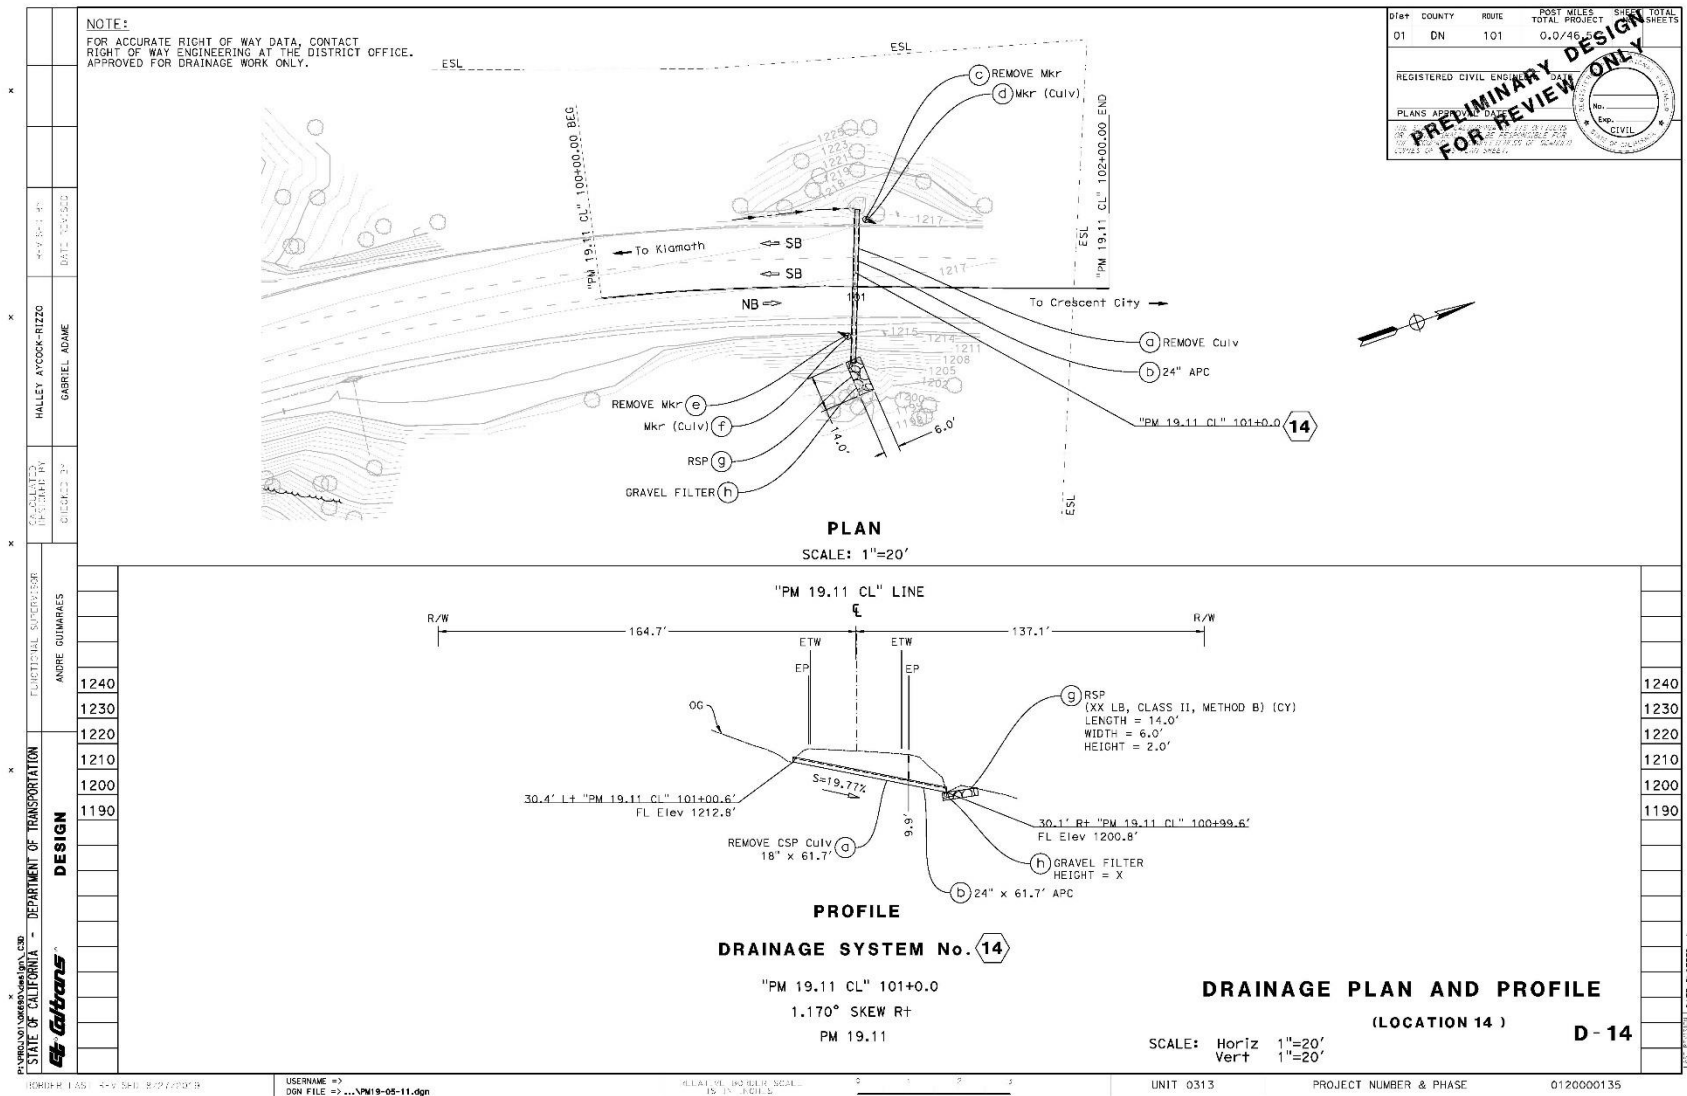 NOTE:
FOR ACCURATE RIGHT OF WAY DATA, CONTACT
RIGHT OF WAY ENGINEERING AT THE DISTRICT OFFICE.
APPROVED FOR DRAINAGE WORK ONLY.
Dist COUNTY ROUTE POST MILES TOTAL PROJECT TOTAL SHEETS
01 DN 101
REGISTERED CIVIL
PRELIMINARY DESIGN
FOR REVIEW ONLY
No.
Exp.
CIVIL
ESL
ESL
ESL
ESL
c REMOVE Mkr
d Mkr (Culv)
"PM 19.11 CL" 100+00.00 BEG
"PM 19.11 CL" 102+00.00 END
1223
1221
1219
1217
To Klamath
SB
SB
NB
101
1217
To Crescent City
1215
1214
1211
1208
1205
1202
1200
a REMOVE Culv
b 24" APC
"PM 19.11 CL" 101+0.0 14
REMOVE Mkr e
Mkr (Culv) f
RSP g
GRAVEL FILTER h
14.0'
6.0'
PLAN
SCALE: 1"=20'
"PM 19.11 CL" LINE
R/W
164.7'
137.1'
R/W
ETW
EP
ETW
EP
OG
S=19.77%
9.9'
30.4' Lt "PM 19.11 CL" 101+00.6'
FL Elev 1212.8'
REMOVE CSP Culv a
18" x 61.7'
g RSP
(XX LB, CLASS II, METHOD B) (CY)
LENGTH = 14.0'
WIDTH = 6.0'
HEIGHT = 2.0'
30.1' Rt "PM 19.11 CL" 100+99.6'
FL Elev 1200.8'
h GRAVEL FILTER
HEIGHT = X
b 24" x 61.7' APC
1240
1230
1220
1210
1200
1190
1240
1230
1220
1210
1200
1190
PROFILE
DRAINAGE SYSTEM No. 14
"PM 19.11 CL" 101+0.0
1.170° SKEW Rt
PM 19.11
DRAINAGE PLAN AND PROFILE
(LOCATION 14 )
D-14
SCALE: Horiz 1"=20'
Vert 1"=20'
STATE OF CALIFORNIA - DEPARTMENT OF TRANSPORTATION
Caltrans
DESIGN
FUNCTIONAL SUPERVISOR
ANDRE GUIMARAES
CHECKED BY
HALLEY AYCOCK-RIZZO
GABRIEL ADAME
DATE REVISED
USERNAME =>
DGN FILE => ...\PM19-05-11.dgn
UNIT 0313
PROJECT NUMBER & PHASE
0120000135